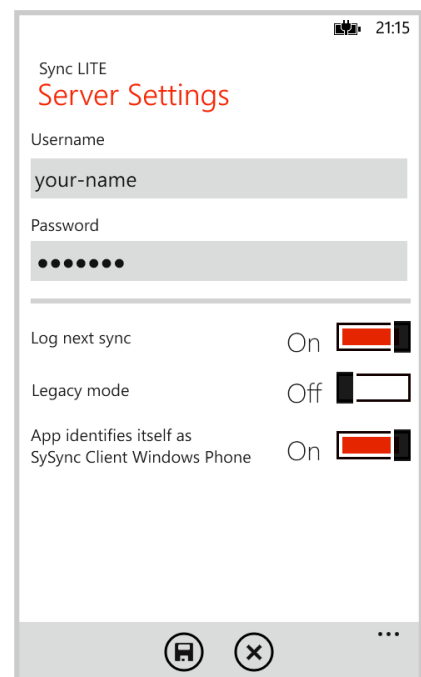 21:15
Sync LITE
Server Settings
Username
your-name
Password
●●●●●●●
Log next sync On
Legacy mode Off
App identifies itself as
SySync Client Windows Phone On
...